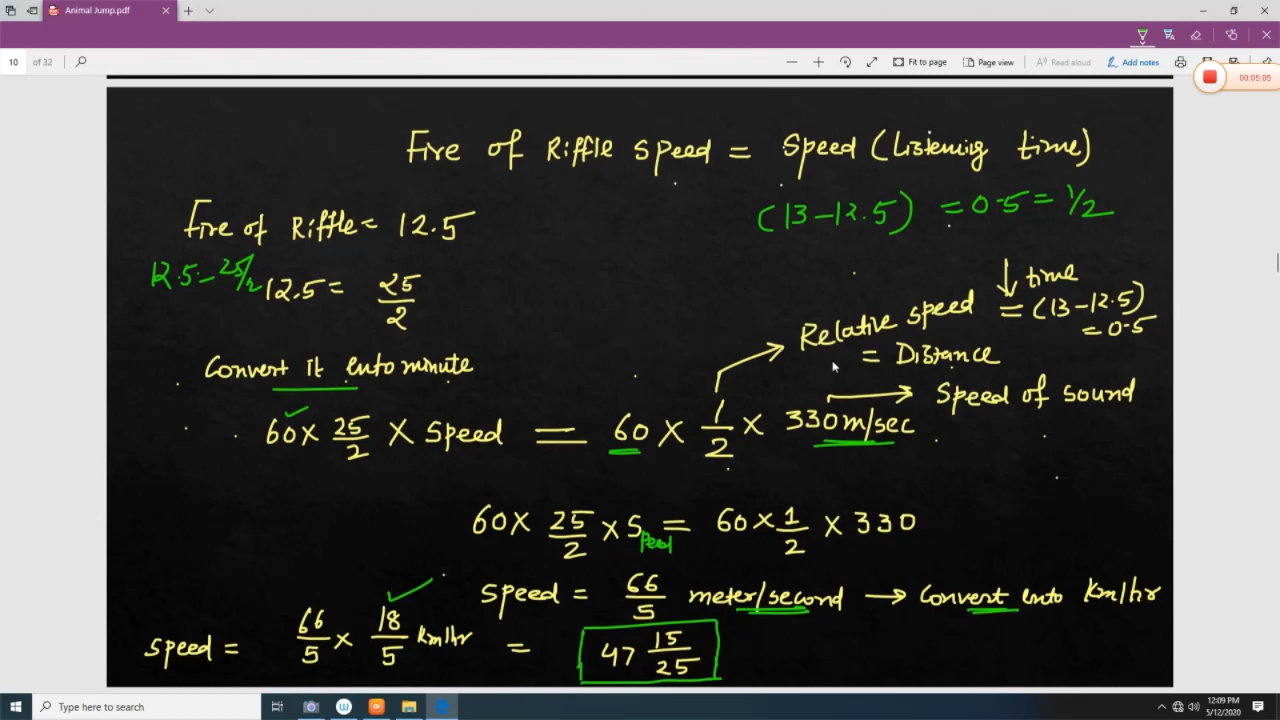 Animal Jump.pdf
10 of 32
Fit to page
Page view
Read aloud
Add notes
00:05:05
Fire of Riffle speed = Speed (Listening time)
(13-12.5) = 0.5 = 1/2
Fire of Riffle = 12.5
12.5 = 25/2
12.5 = 25/2
↓ time
= (13-12.5)
= 0.5
Relative speed
= Distance
Convert it into minute
Speed of sound
60 × 25/2 × Speed = 60 × 1/2 × 330 m/sec
60 × 25/2 × Speed = 60 × 1/2 × 330
Speed = 66/5 meter/second → Convert into Km/hr
Speed = 66/5 × 18/5 Km/hr = 47 15/25
Type here to search
12:09 PM
5/12/2020